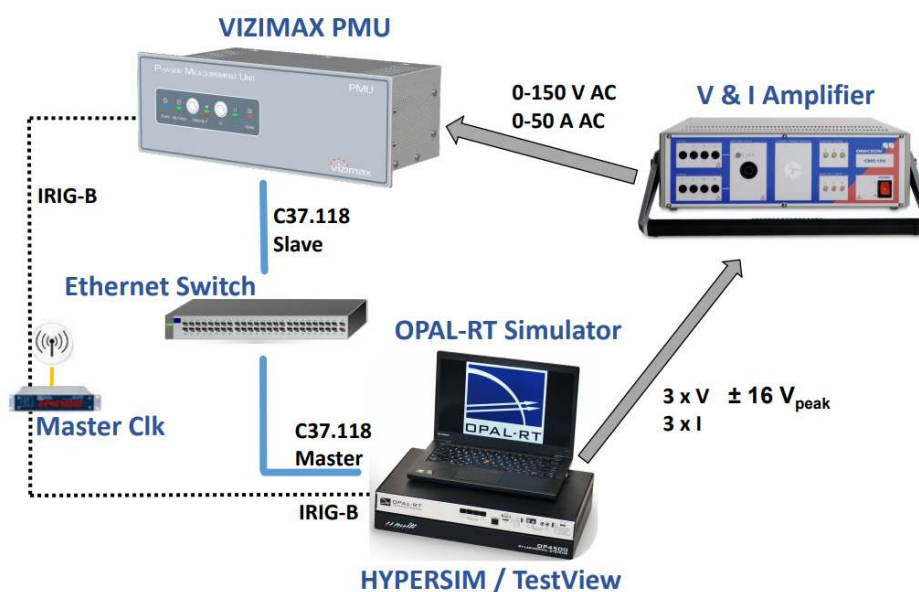 VIZIMAX PMU
PHASOR MEASUREMENT UNIT
PMU
Vizimax
0-150 V AC
0-50 A AC
V & I Amplifier
OMICRON
IRIG-B
C37.118
Slave
Ethernet Switch
OPAL-RT Simulator
OPAL-RT
3 x V ± 16 Vpeak
3 x I
Master Clk
C37.118
Master
IRIG-B
OPAL-RT
OP4500
HYPERSIM / TestView